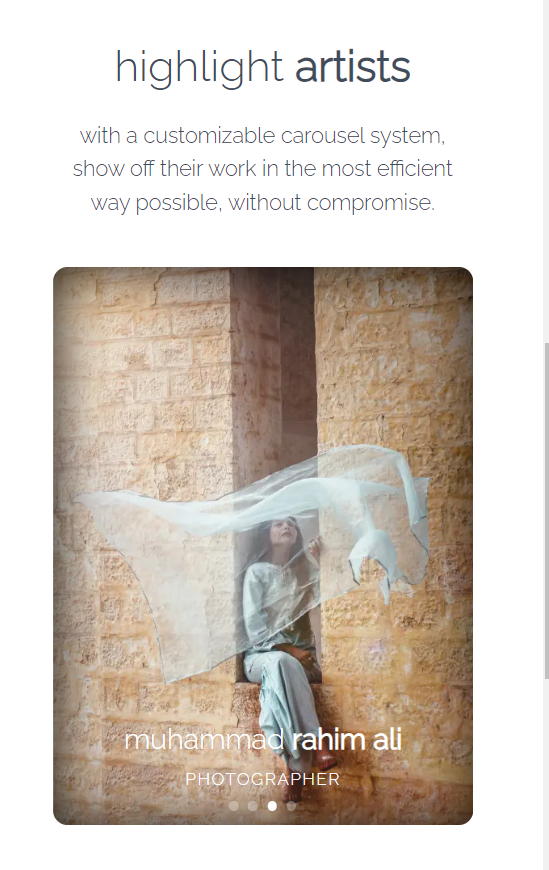 highlight artists
with a customizable carousel system,
show off their work in the most efficient
way possible, without compromise.
muhammad rahim ali
PHOTOGRAPHER